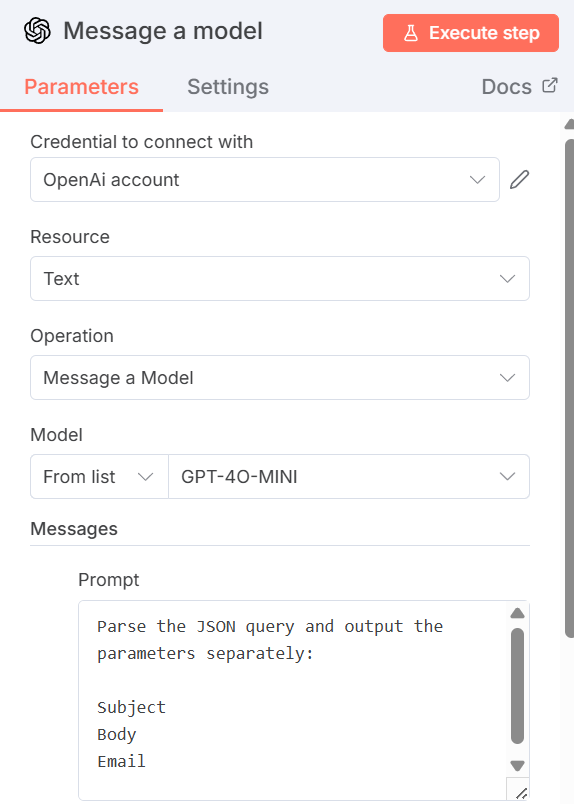 Message a model
Execute step
Parameters
Settings
Docs
Credential to connect with
OpenAi account
Resource
Text
Operation
Message a Model
Model
From list
GPT-4O-MINI
Messages
Prompt
Parse the JSON query and output the
parameters separately:
Subject
Body
Email